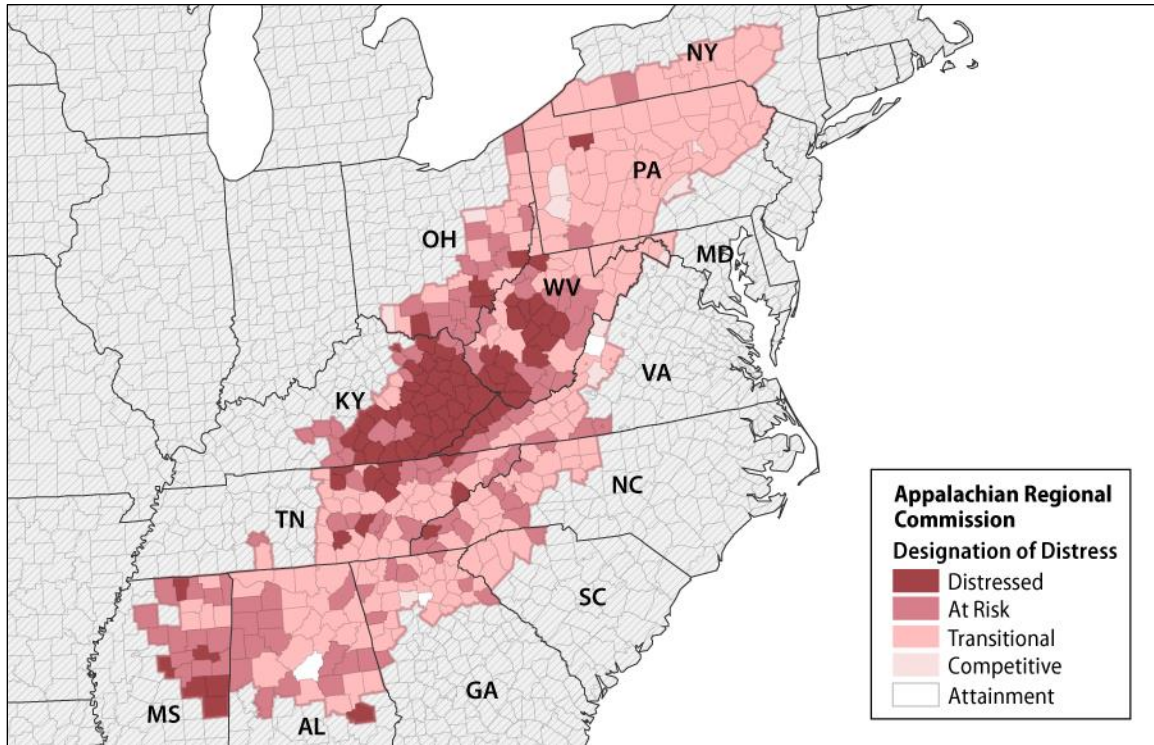 NY
PA
OH
MD
WV
VA
KY
NC
TN
SC
MS
AL
GA
Appalachian Regional
Commission
Designation of Distress
Distressed
At Risk
Transitional
Competitive
Attainment